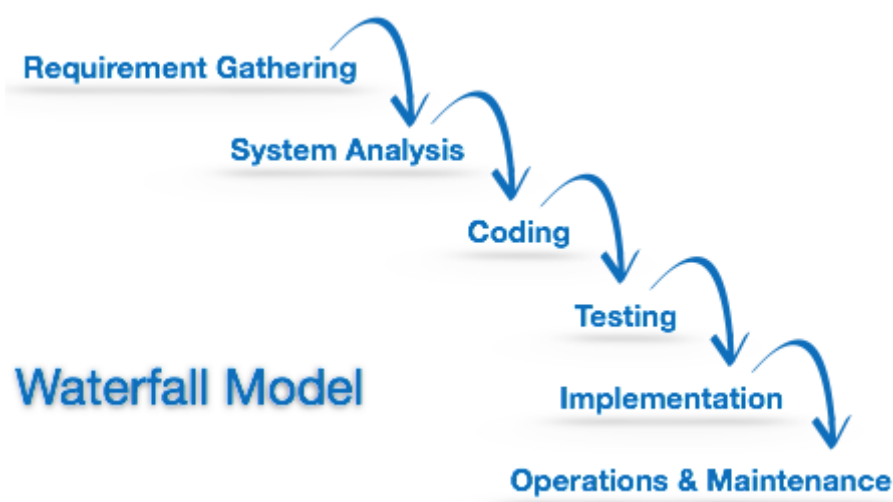 Requirement Gathering
System Analysis
Coding
Testing
Waterfall Model
Implementation
Operations & Maintenance